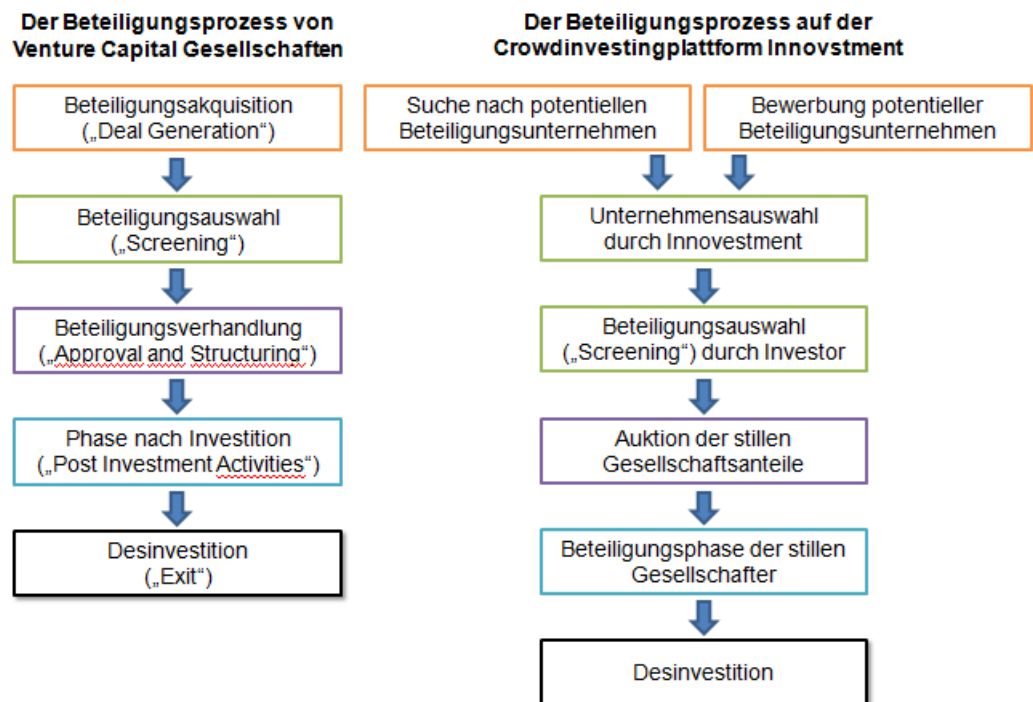 Der Beteiligungsprozess von
Venture Capital Gesellschaften
Beteiligungsakquisition
(„Deal Generation“)
Beteiligungsauswahl
(„Screening“)
Beteiligungsverhandlung
(„Approval and Structuring“)
Phase nach Investition
(„Post Investment Activities“)
Desinvestition
(„Exit“)
Der Beteiligungsprozess auf der
Crowdinvestingplattform Innovstment
Suche nach potentiellen
Beteiligungsunternehmen
Bewerbung potentieller
Beteiligungsunternehmen
Unternehmensauswahl
durch Innovestment
Beteiligungsauswahl
(„Screening“) durch Investor
Auktion der stillen
Gesellschaftsanteile
Beteiligungsphase der stillen
Gesellschafter
Desinvestition